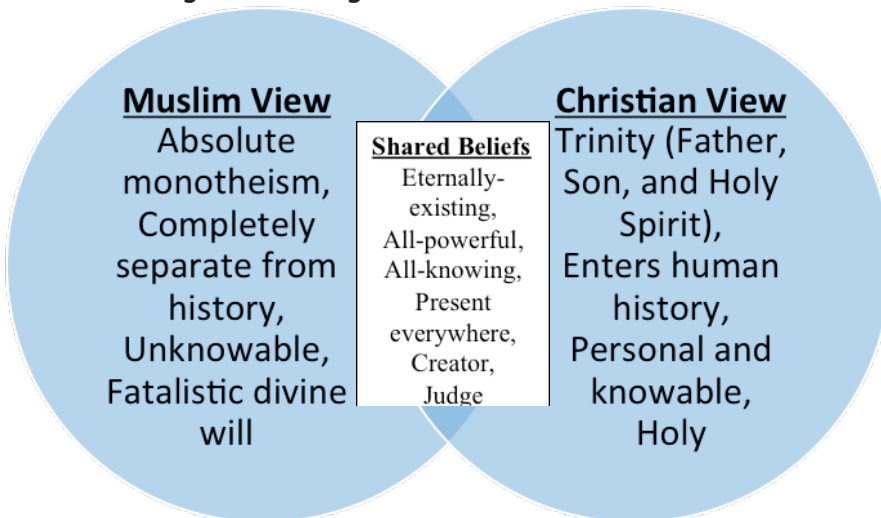 Muslim View
Absolute
monotheism,
Completely
separate from
history,
Unknowable,
Fatalistic divine
will
Shared Beliefs
Eternally-
existing,
All-powerful,
All-knowing,
Present
everywhere,
Creator,
Judge
Christian View
Trinity (Father,
Son, and Holy
Spirit),
Enters human
history,
Personal and
knowable,
Holy